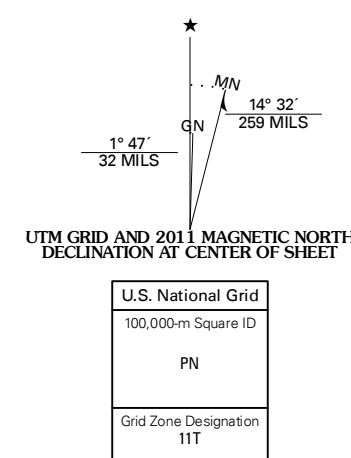 ★
MN
GN
14° 32´
259 MILS
1° 47´
32 MILS
UTM GRID AND 2011 MAGNETIC NORTH
DECLINATION AT CENTER OF SHEET
U.S. National Grid
100,000-m Square ID
PN
Grid Zone Designation
11T